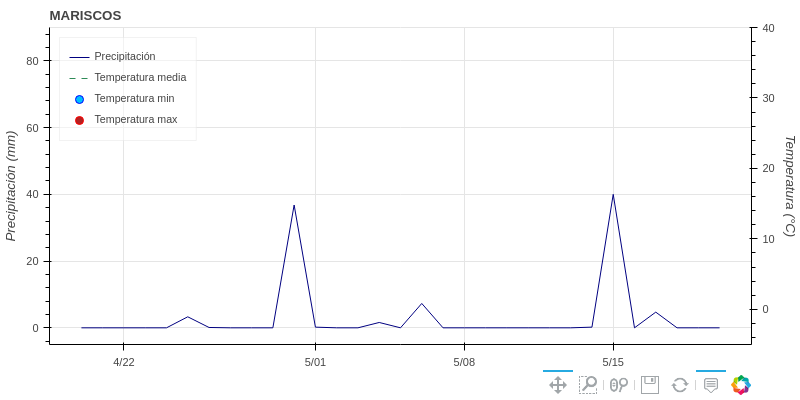 MARISCOS
Precipitación
Temperatura media
Temperatura min
Temperatura max
Precipitación (mm)
80
60
40
20
0
Temperatura (°C)
40
30
20
10
0
4/22
5/01
5/08
5/15